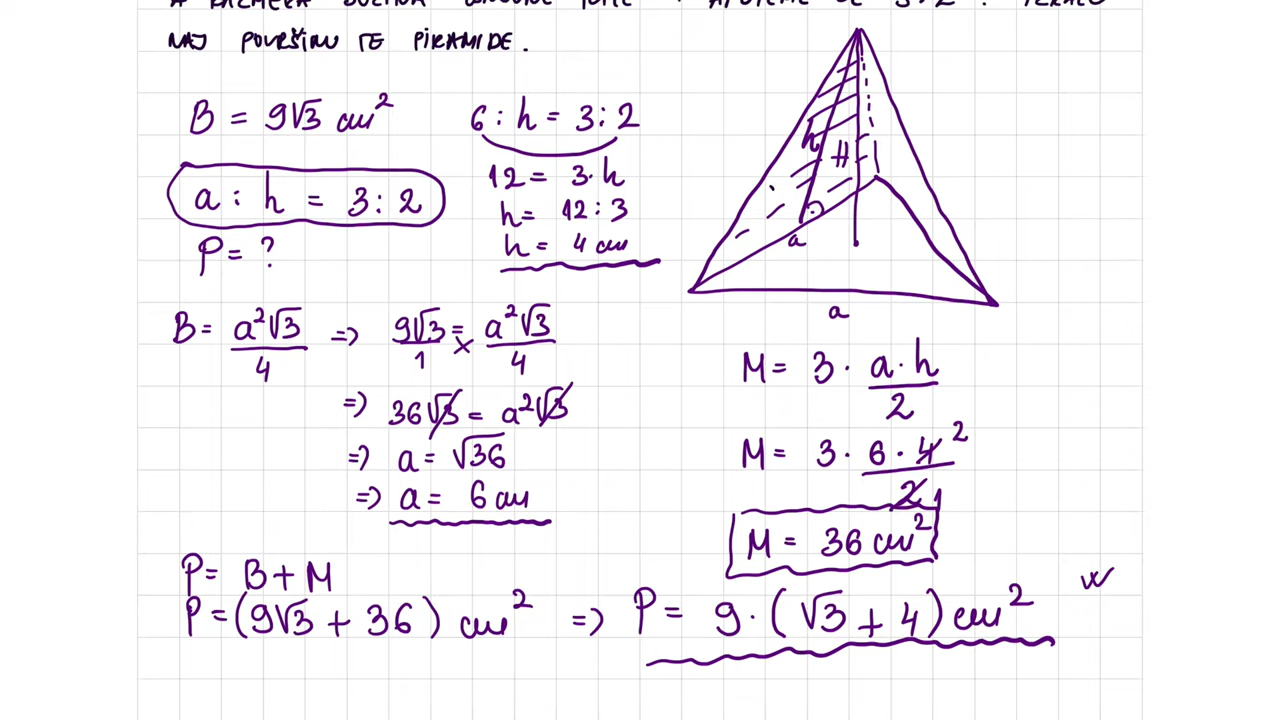 NAJ POVRŠINU TE PIRAMIDE.
B = 9√3 cm²
a : h = 3 : 2
P = ?
6 : h = 3 : 2
12 = 3 · h
h = 12 : 3
h = 4 cm
h
H
a
a
B = a²√3/4 => 9√3/1 = a²√3/4
=> 36√3 = a²√3
=> a = √36
=> a = 6 cm
M = 3 · a · h/2
M = 3 · 6 · 4²/2₁
M = 36 cm²
P = B + M
P = (9√3 + 36) cm² => P = 9 · (√3 + 4) cm²